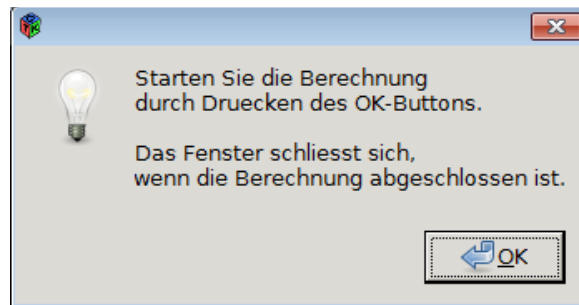 Starten Sie die Berechnung
durch Druecken des OK-Buttons.
Das Fenster schliesst sich,
wenn die Berechnung abgeschlossen ist.
OK